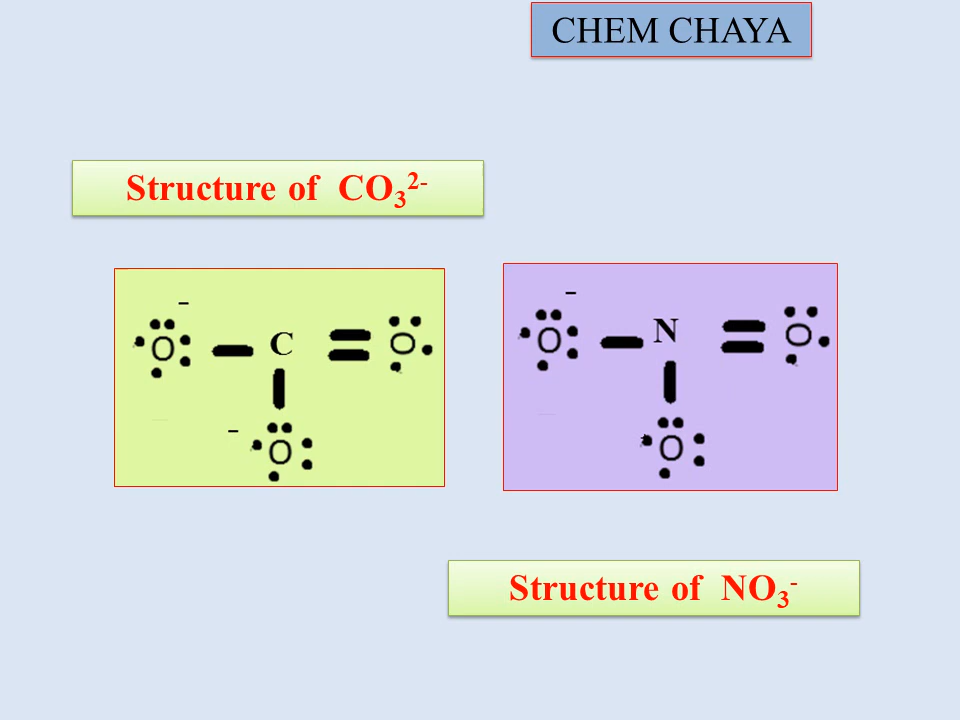 CHEM CHAYA
Structure of CO₃²⁻
-
O C O
-
O
-
O N O
O
Structure of NO₃⁻